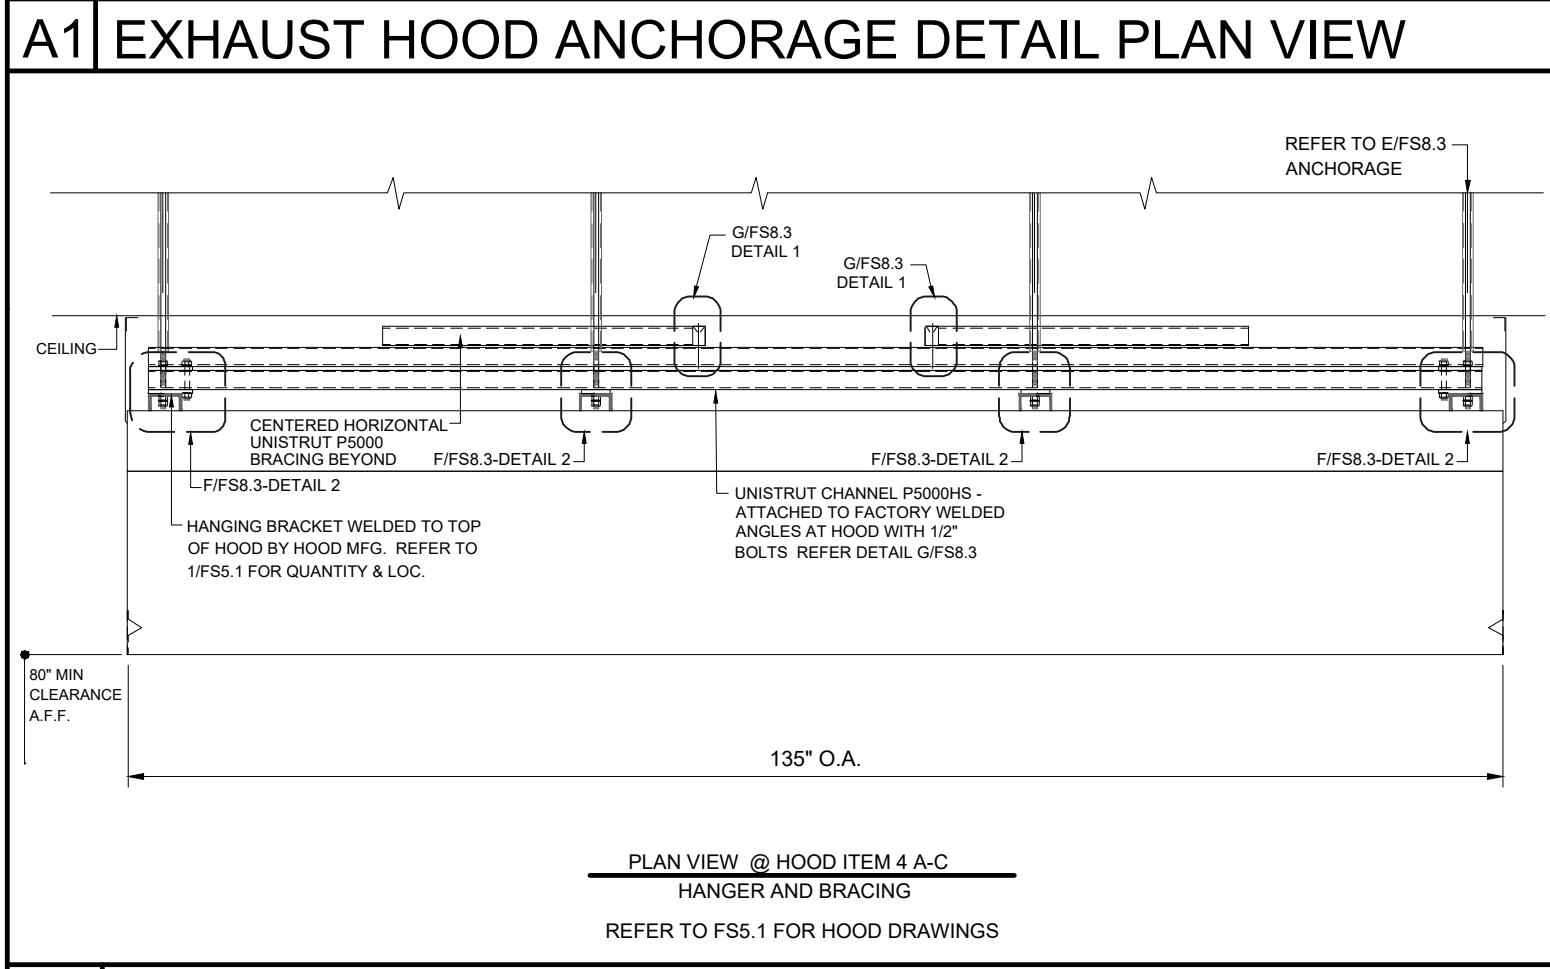 A1 EXHAUST HOOD ANCHORAGE DETAIL PLAN VIEW
REFER TO E/FS8.3
ANCHORAGE
G/FS8.3
DETAIL 1
G/FS8.3
DETAIL 1
CEILING
CENTERED HORIZONTAL
UNISTRUT P5000
BRACING BEYOND
F/FS8.3-DETAIL 2
F/FS8.3-DETAIL 2
F/FS8.3-DETAIL 2
F/FS8.3-DETAIL 2
HANGING BRACKET WELDED TO TOP
OF HOOD BY HOOD MFG. REFER TO
1/FS5.1 FOR QUANTITY & LOC.
UNISTRUT CHANNEL P5000HS -
ATTACHED TO FACTORY WELDED
ANGLES AT HOOD WITH 1/2"
BOLTS REFER DETAIL G/FS8.3
80" MIN
CLEARANCE
A.F.F.
135" O.A.
PLAN VIEW @ HOOD ITEM 4 A-C
HANGER AND BRACING
REFER TO FS5.1 FOR HOOD DRAWINGS